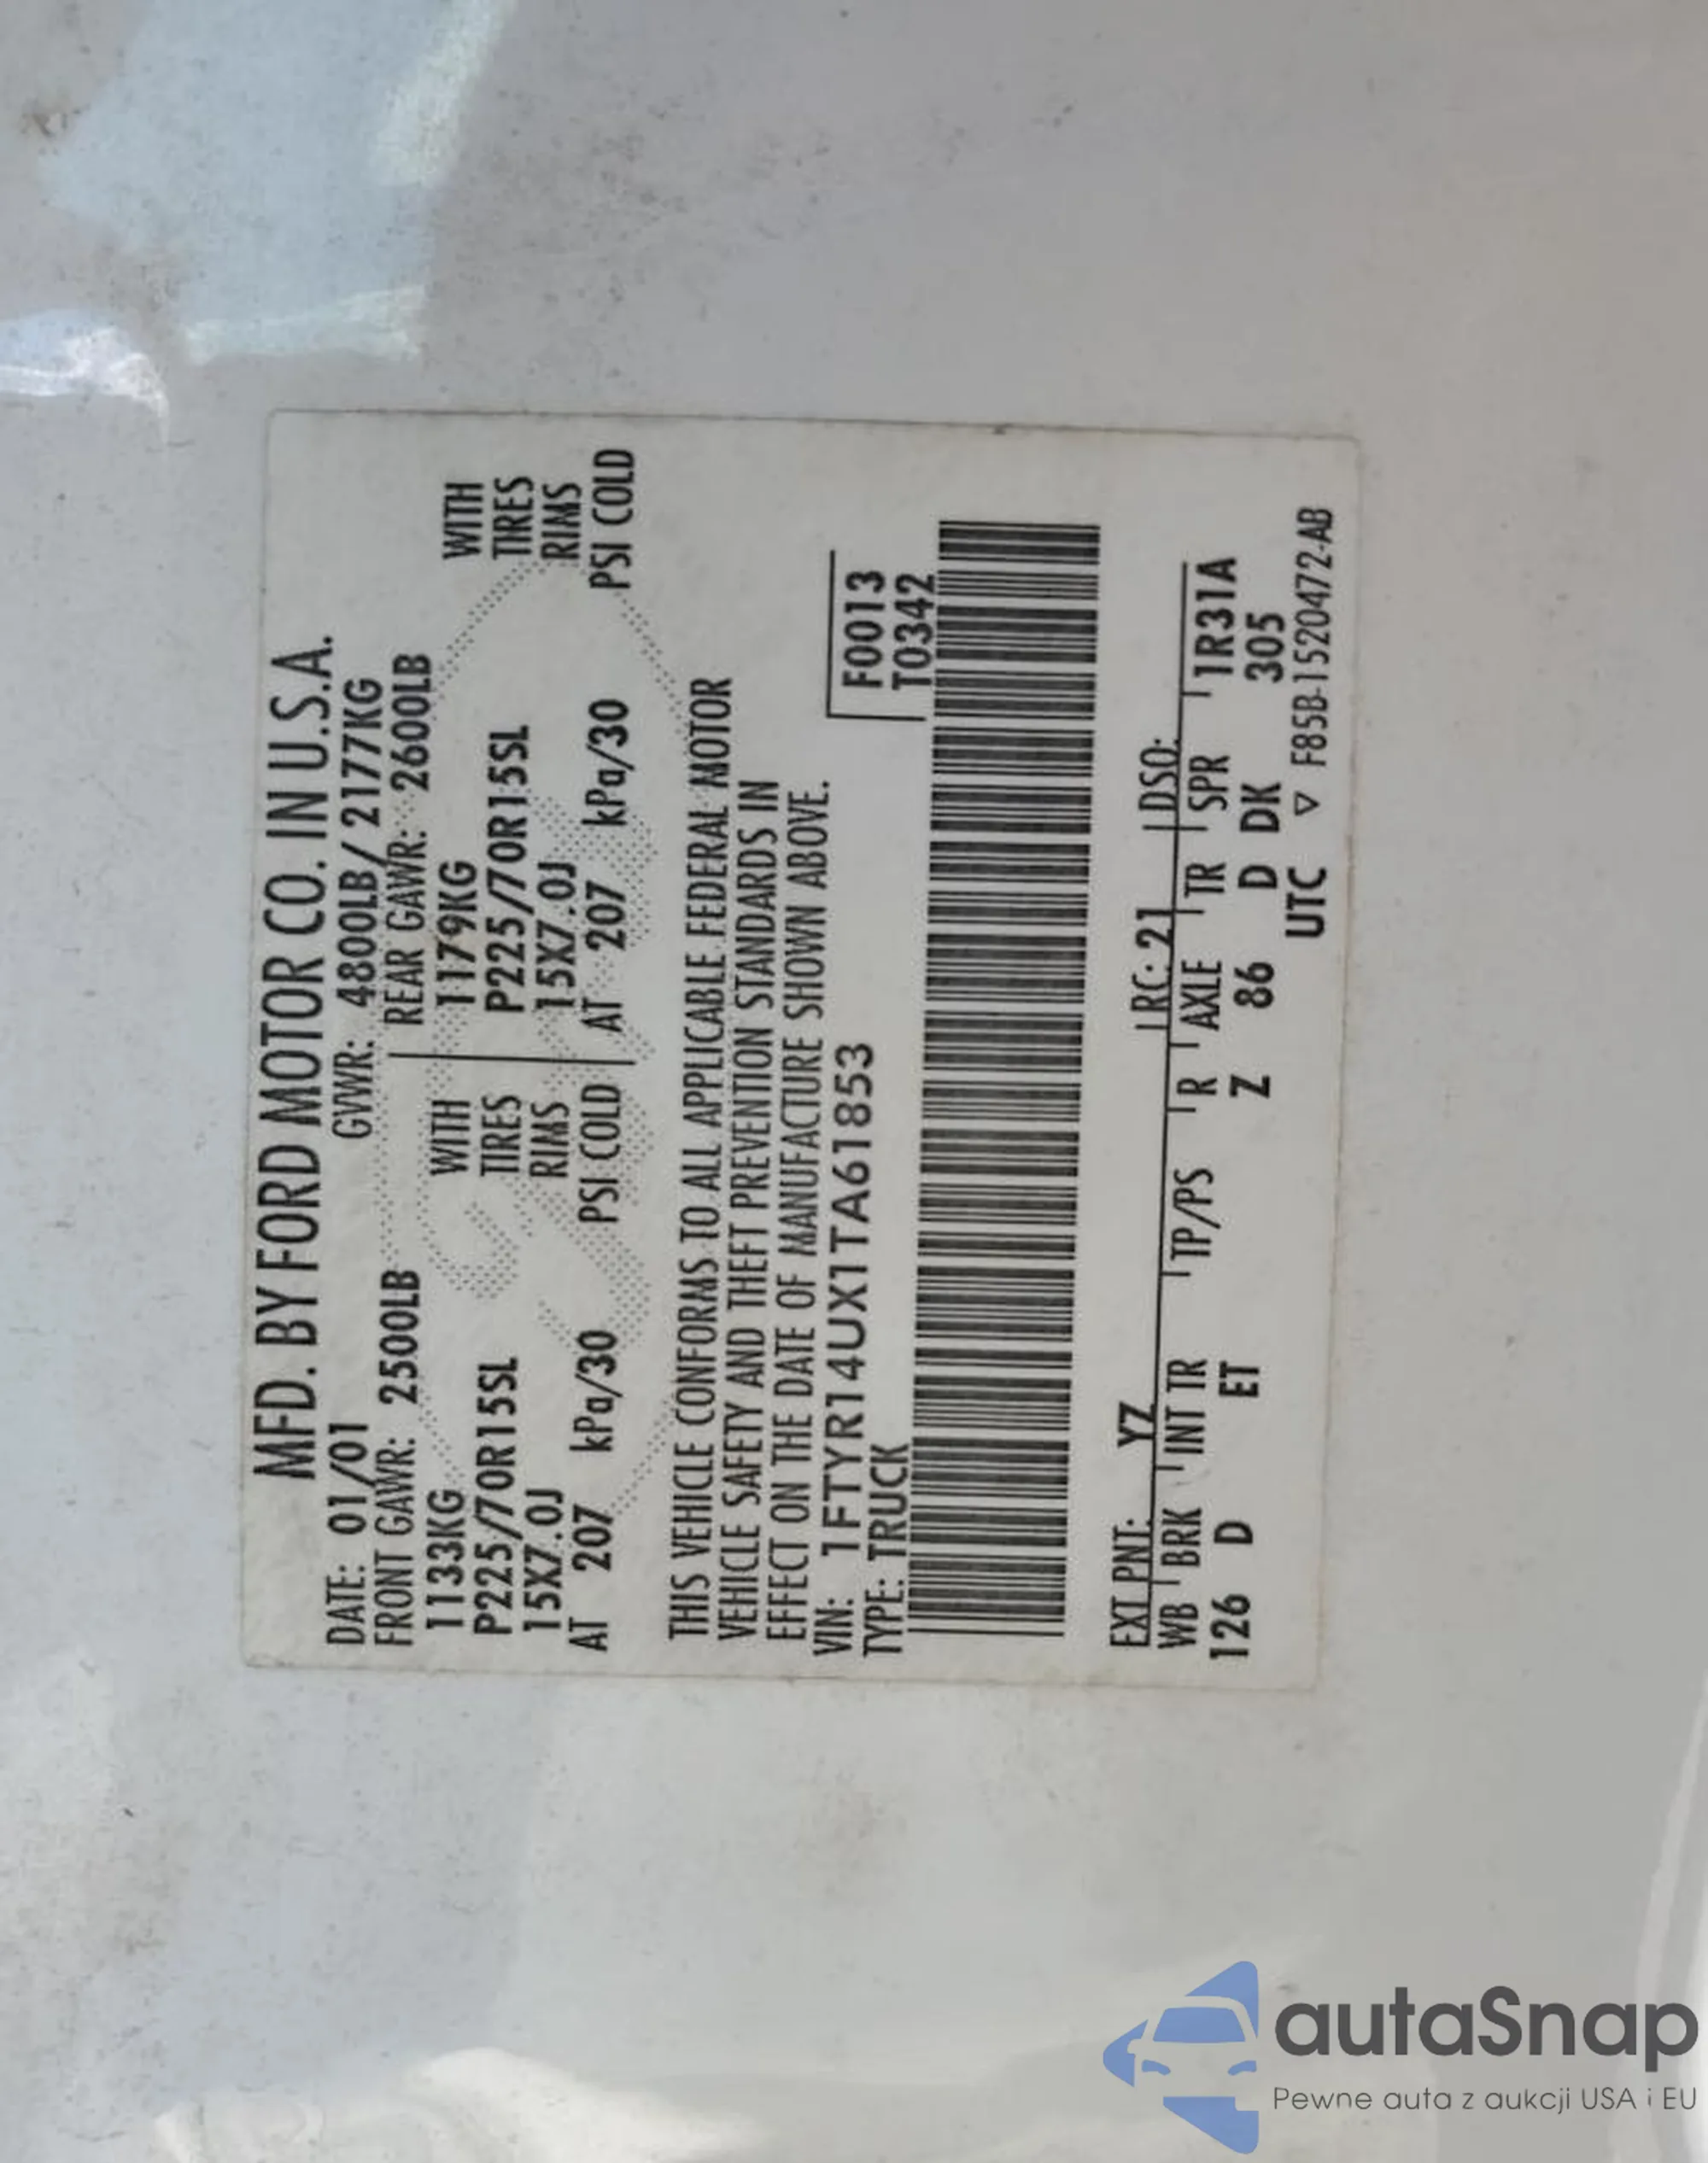 MFD. BY FORD MOTOR CO. IN U.S.A.
DATE: 01/01 GVWR: 4800LB/ 2177KG
FRONT GAWR: 2500LB REAR GAWR: 2600LB
1133KG WITH 1179KG WITH
P225/70R15SL TIRES P225/70R15SL TIRES
15X7.0J RIMS 15X7.0J RIMS
AT 207 kPa/30 PSI COLD AT 207 kPa/30 PSI COLD
THIS VEHICLE CONFORMS TO ALL APPLICABLE FEDERAL MOTOR
VEHICLE SAFETY AND THEFT PREVENTION STANDARDS IN
EFFECT ON THE DATE OF MANUFACTURE SHOWN ABOVE.
VIN: 1FTYR14UX1TA61853 F0013
TYPE: TRUCK T0342
EXT PNT: YZ RC: 21 DSO:
WB BRK INT TR TP/PS R AXLE TR SPR 1R31A
126 D ET Z 86 D DK 305
UTC ▽ F85B-1520472-AB
autaSnap
Pewne auta z aukcji USA i EU